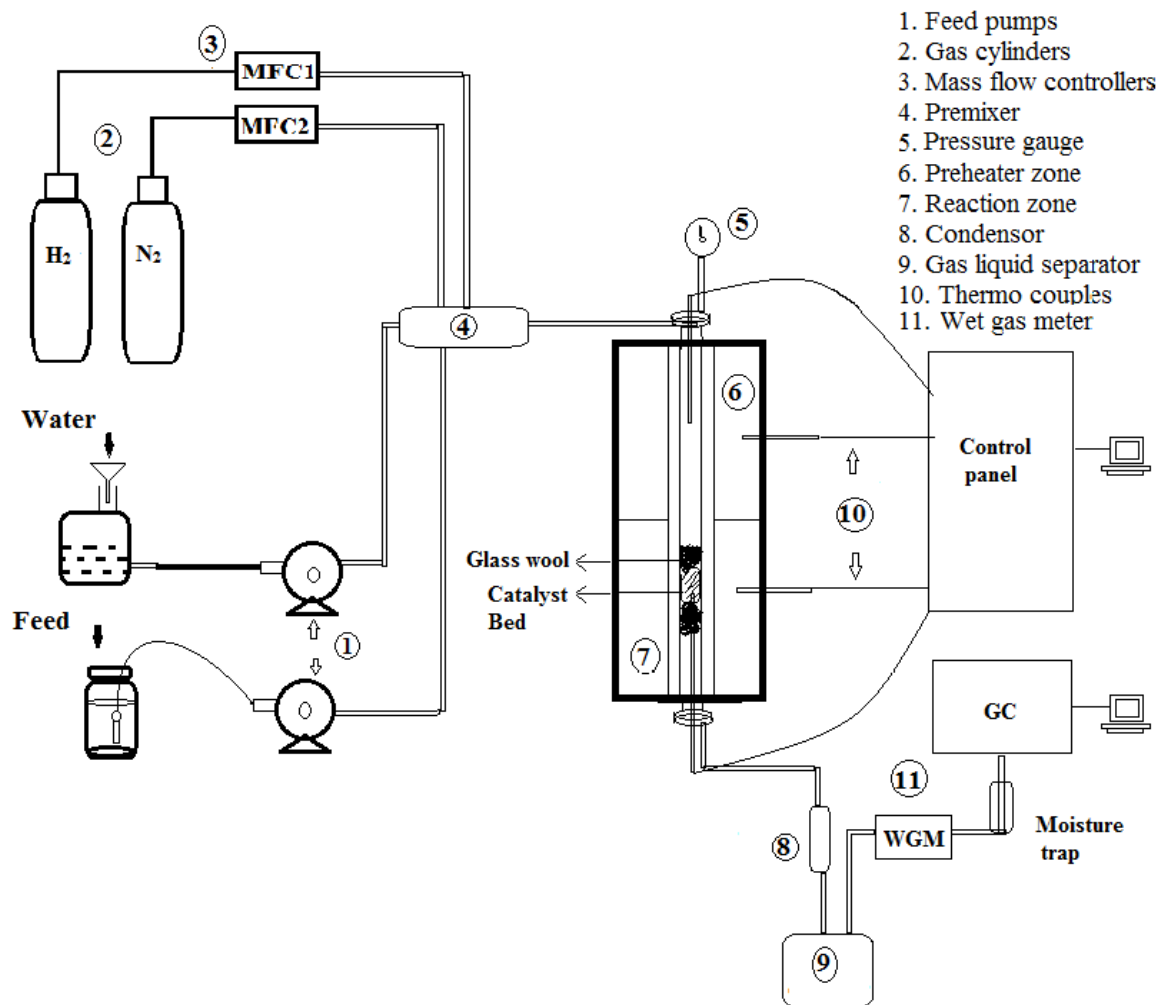 1. Feed pumps
2. Gas cylinders
3. Mass flow controllers
4. Premixer
5. Pressure gauge
6. Preheater zone
7. Reaction zone
8. Condensor
9. Gas liquid separator
10. Thermo couples
11. Wet gas meter
3
MFC1
MFC2
2
H₂
N₂
5
4
6
Water
Control
panel
10
Glass wool
Catalyst
Bed
Feed
1
7
GC
11
WGM
Moisture
trap
8
9